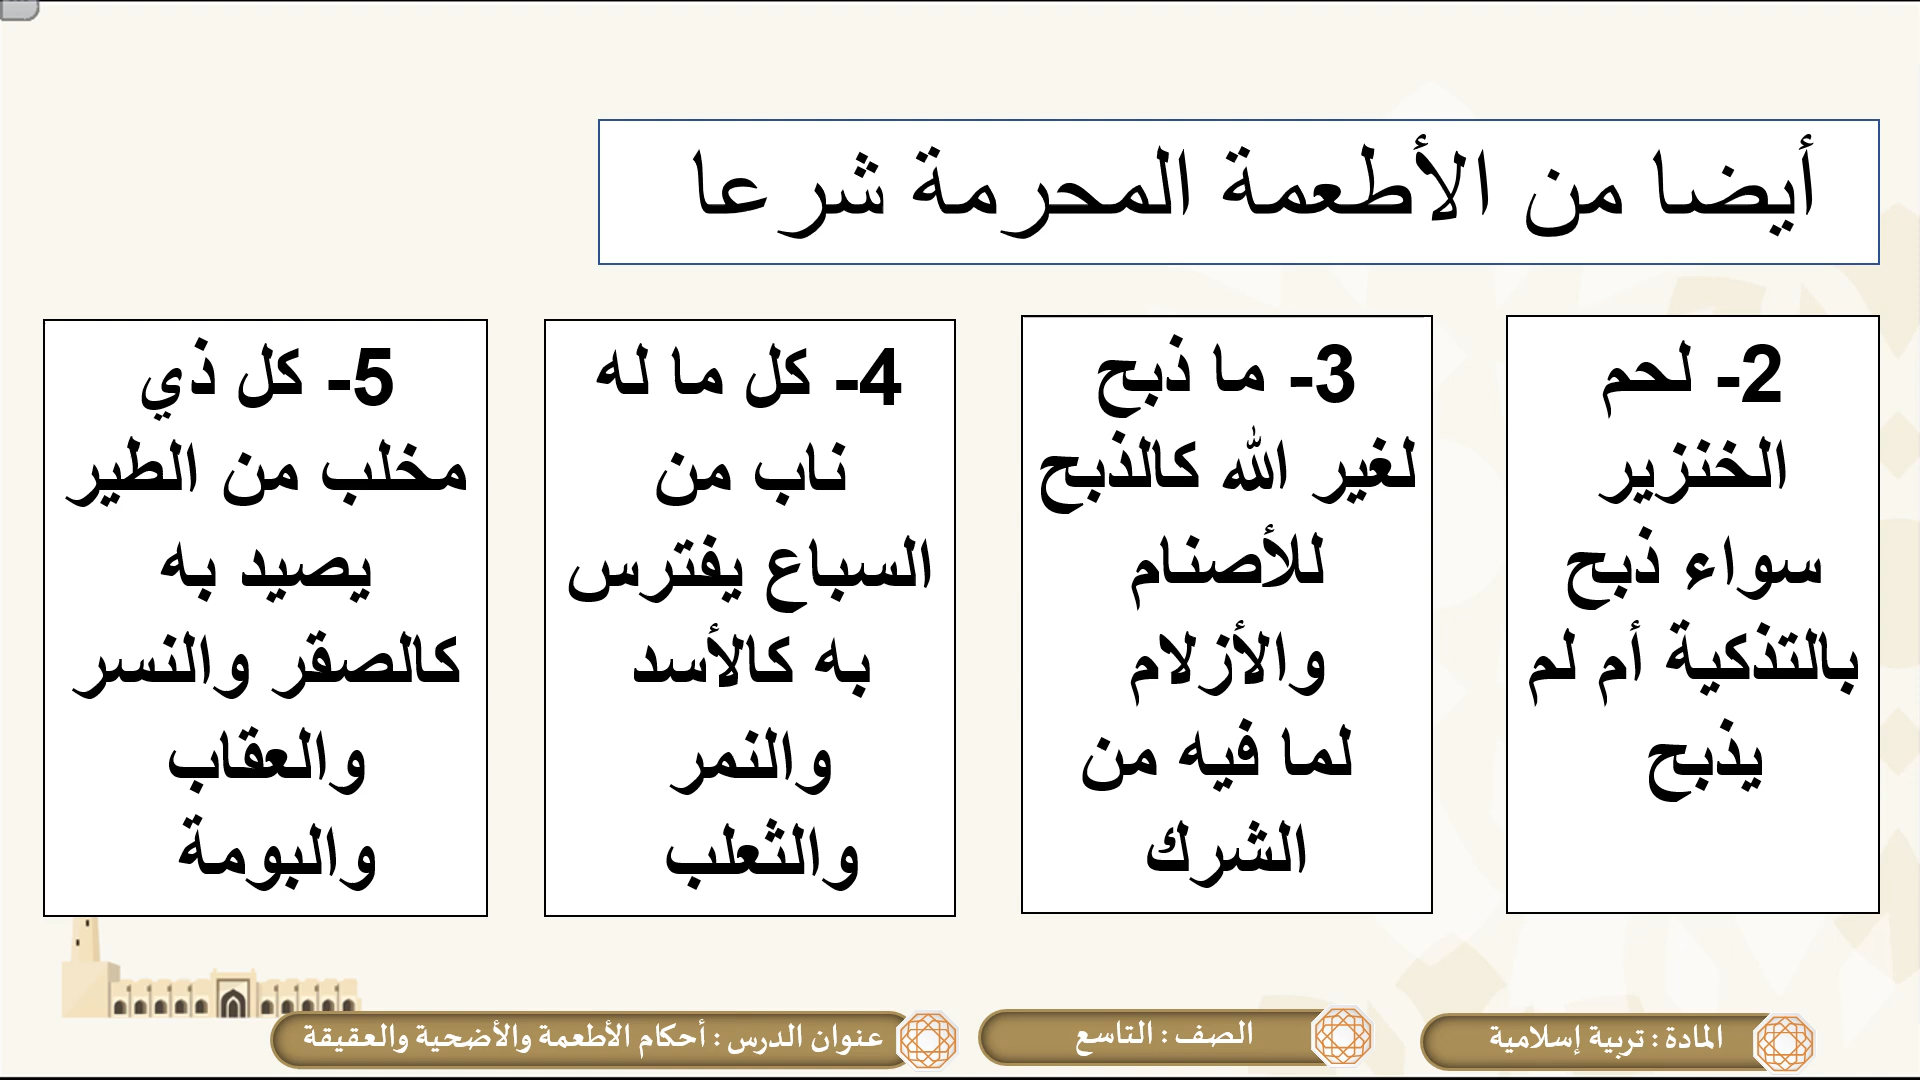 أيضا من الأطعمة المحرمة شرعا
2- لحم
الخنزير
سواء ذبح
بالتذكية أم لم
يذبح
3- ما ذبح
لغير الله كالذبح
للأصنام
والأزلام
لما فيه من
الشرك
4- كل ما له
ناب من
السباع يفترس
به كالأسد
والنمر
والثعلب
5- كل ذي
مخلب من الطير
يصيد به
كالصقر والنسر
والعقاب
والبومة
المادة : تربية إسلامية
الصف : التاسع
عنوان الدرس : أحكام الأطعمة والأضحية والعقيقة